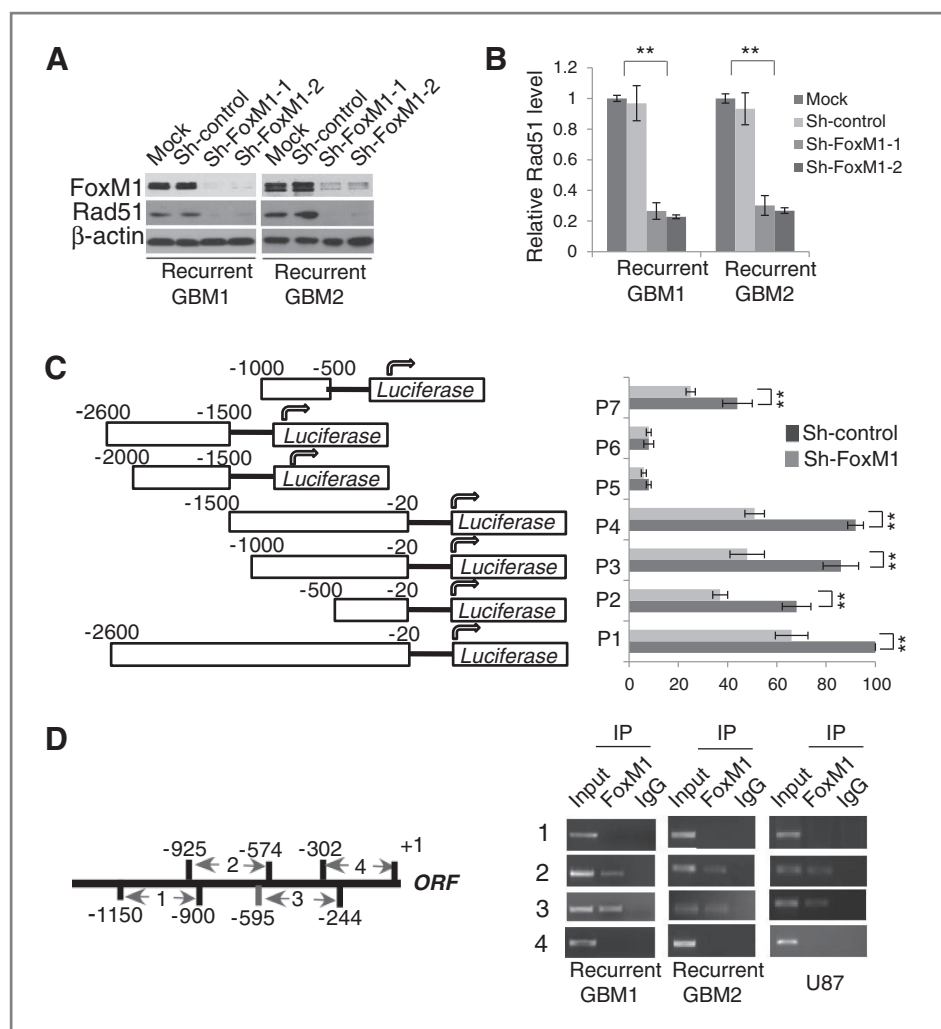 A
Mock
Sh-control
Sh-FoxM1-1
Sh-FoxM1-2
Mock
Sh-control
Sh-FoxM1-1
Sh-FoxM1-2
FoxM1
Rad51
β-actin
Recurrent
GBM1
Recurrent
GBM2
B
Relative Rad51 level
1.2
1
0.8
0.6
0.4
0.2
0
**
**
Recurrent
GBM1
Recurrent
GBM2
Mock
Sh-control
Sh-FoxM1-1
Sh-FoxM1-2
C
-1000 -500
Luciferase
-2600 -1500
Luciferase
-2000 -1500
Luciferase
-1500 -20
Luciferase
-1000 -20
Luciferase
-500 -20
Luciferase
-2600 -20
Luciferase
P7
P6
P5
P4
P3
P2
P1
**
**
**
**
**
Sh-control
Sh-FoxM1
0 20 40 60 80 100
D
-925 2 -574 -302 4 +1
ORF
-1150 1 -900 -595 3 -244
IP
Input
FoxM1
IgG
IP
Input
FoxM1
IgG
IP
Input
FoxM1
IgG
1
2
3
4
Recurrent
GBM1
Recurrent
GBM2
U87